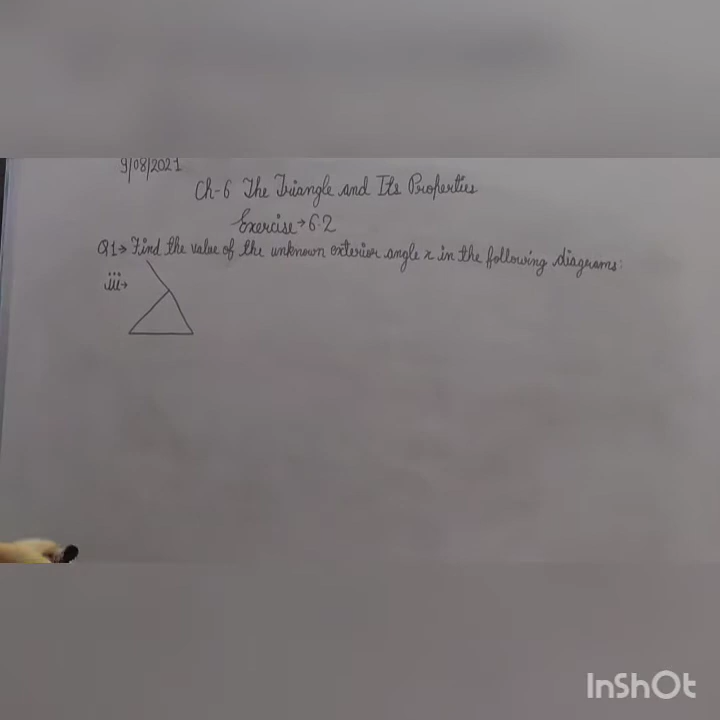 9/08/2021
Ch-6 The Triangle and Its Properties
Exercise→6.2
Q1→ Find the value of the unknown exterior angle x in the following diagrams:
iii→
InShOt